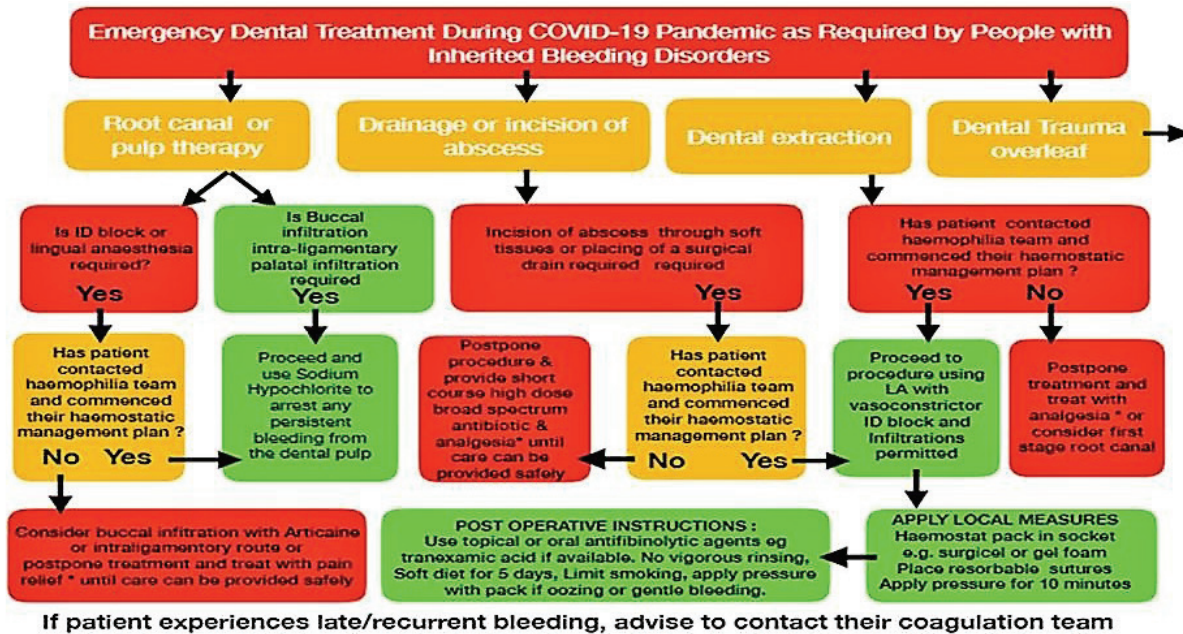 Emergency Dental Treatment During COVID-19 Pandemic as Required by People with
Inherited Bleeding Disorders
Root canal or
pulp therapy
Drainage or incision of
abscess
Dental extraction
Dental Trauma
overleaf
Is ID block or
lingual anaesthesia
required?
Yes
Is Buccal
infiltration
intra-ligamentary
palatal infiltration
required
Yes
Incision of abscess through soft
tissues or placing of a surgical
drain required required
Yes
Has patient contacted
haemophilia team and
commenced their haemostatic
management plan ?
Yes No
Has patient
contacted
haemophilia team
and commenced
their haemostatic
management plan ?
No Yes
Proceed and
use Sodium
Hypochlorite to
arrest any
persistent
bleeding from
the dental pulp
Postpone
procedure &
provide short
course high dose
broad spectrum
antibiotic &
analgesia* until
care can be
provided safely
Has patient
contacted
haemophilia team
and commenced
their haemostatic
management plan ?
No Yes
Proceed to
procedure using
LA with
vasoconstrictor
ID block and
Infiltrations
permitted
Postpone
treatment and
treat with
analgesia * or
consider first
stage root canal
Consider buccal infitration with Articaine
or intraligamentory route or
postpone treatment and treat with pain
relief * until care can be provided safely
POST OPERATIVE INSTRUCTIONS :
Use topical or oral antifibinolytic agents eg
tranexamic acid if available. No vigorous rinsing,
Soft diet for 5 days, Limit smoking, apply pressure
with pack if oozing or gentle bleeding.
APPLY LOCAL MEASURES
Haemostat pack in socket
e.g. surgicel or gel foam
Place resorbable sutures
Apply pressure for 10 minutes
If patient experiences late/recurrent bleeding, advise to contact their coagulation team